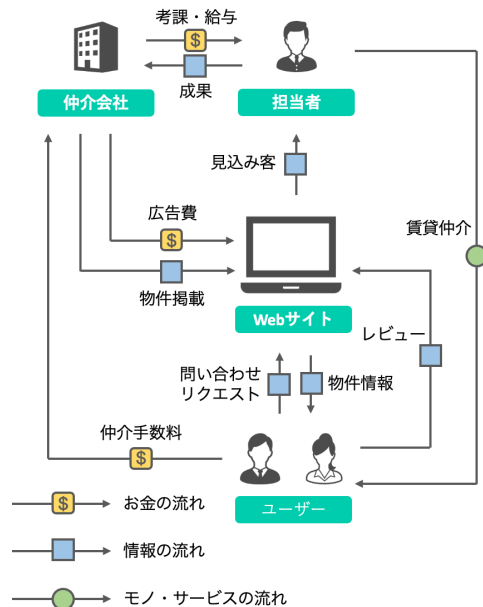 考課・給与
$
成果
仲介会社
担当者
見込み客
広告費
$
物件掲載
賃貸仲介
Webサイト
レビュー
問い合わせ
リクエスト
物件情報
仲介手数料
$
ユーザー
$
お金の流れ
情報の流れ
モノ・サービスの流れ